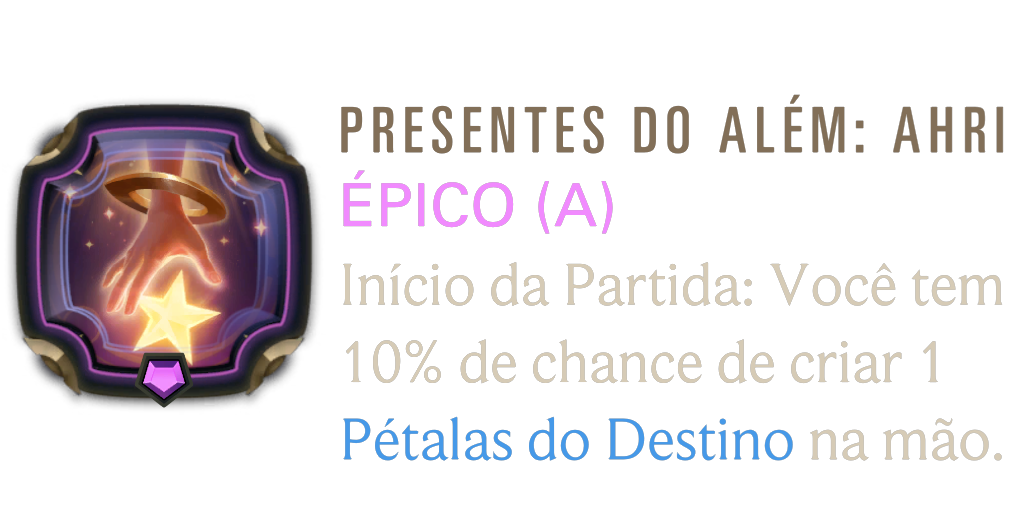 PRESENTES DO ALÉM: AHRI
ÉPICO (A)
Início da Partida: Você tem
10% de chance de criar 1
Pétalas do Destino na mão.